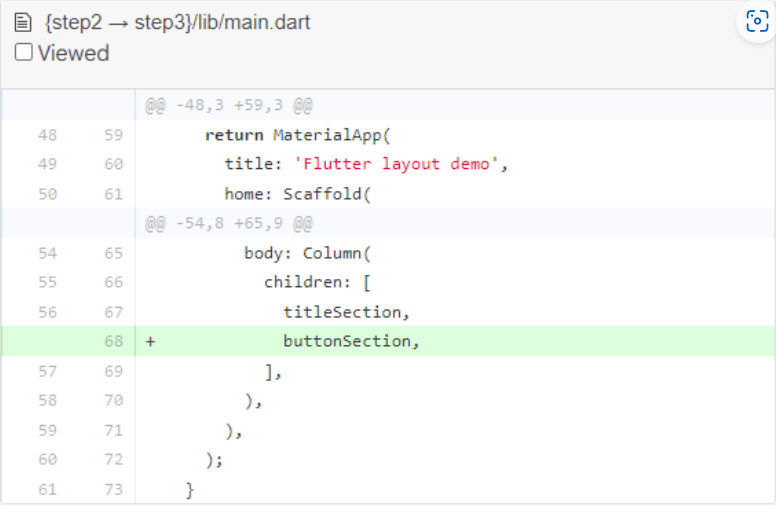 {step2 → step3}/lib/main.dart
Viewed
@@ -48,3 +59,3 @@
48 59 return MaterialApp(
49 60 title: 'Flutter layout demo',
50 61 home: Scaffold(
@@ -54,8 +65,9 @@
54 65 body: Column(
55 66 children: [
56 67 titleSection,
68 + buttonSection,
57 69 ],
58 70 ),
59 71 ),
60 72 );
61 73 }